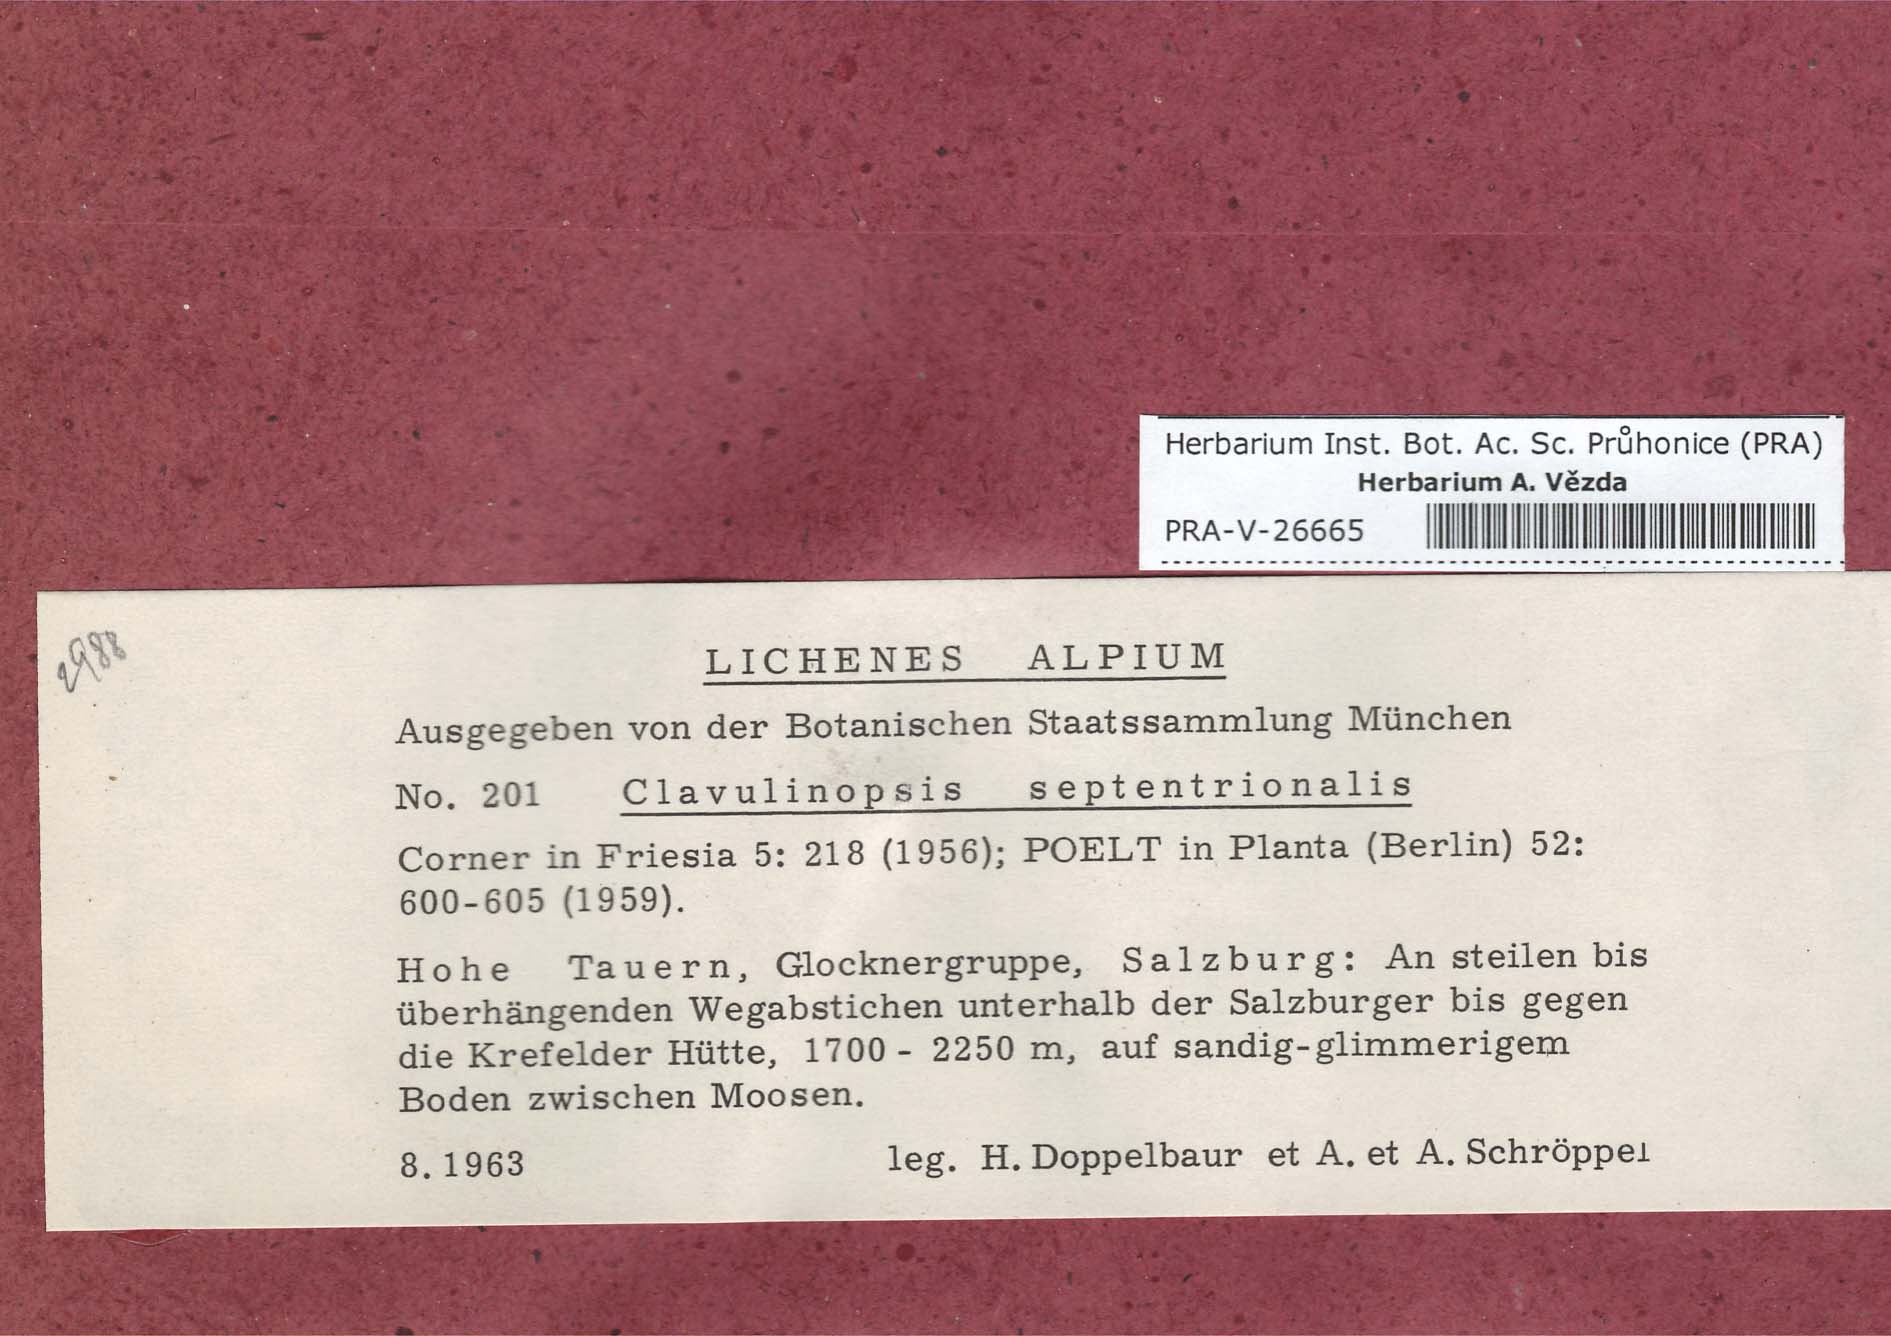 Herbarium Inst. Bot. Ac. Sc. Průhonice (PRA)
Herbarium A. Vězda
PRA-V-26665
2988
LICHENES ALPIUM
Ausgegeben von der Botanischen Staatssammlung München
No. 201 Clavulinopsis septentrionalis
Corner in Friesia 5: 218 (1956); POELT in Planta (Berlin) 52:
600-605 (1959).
Hohe Tauern, Glocknergruppe, Salzburg: An steilen bis
überhängenden Wegabstichen unterhalb der Salzburger bis gegen
die Krefelder Hütte, 1700 - 2250 m, auf sandig-glimmerigem
Boden zwischen Moosen.
8. 1963 leg. H. Doppelbaur et A. et A. Schröppel